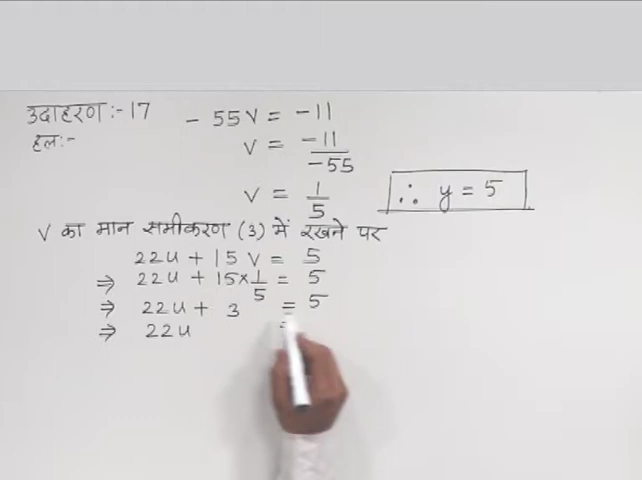 उदाहरण :- 17
हल :-
- 55V = -11
V = -11/-55
V = 1/5
∴ y = 5
V का मान समीकरण (3) में रखने पर
22u + 15 V = 5
⇒ 22u + 15 × 1/5 = 5
⇒ 22u + 3 = 5
⇒ 22u =